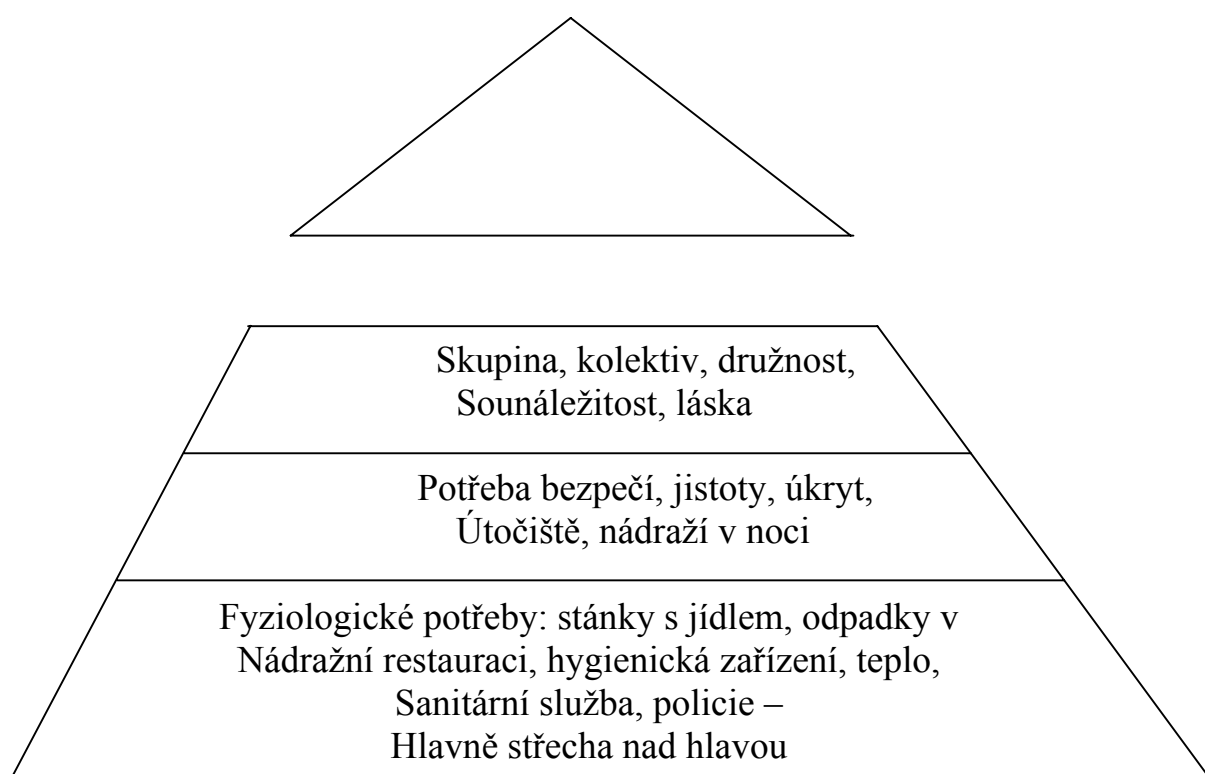 Skupina, kolektiv, družnost,
Sounáležitost, láska
Potřeba bezpečí, jistoty, úkryt,
Útočiště, nádraží v noci
Fyziologické potřeby: stánky s jídlem, odpadky v
Nádražní restauraci, hygienická zařízení, teplo,
Sanitární služba, policie –
Hlavně střecha nad hlavou